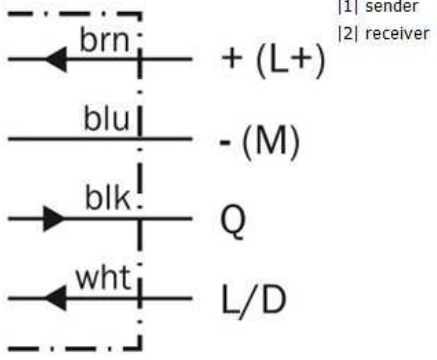 |1| sender
|2| receiver
brn + (L+)
blu - (M)
blk Q
wht L/D